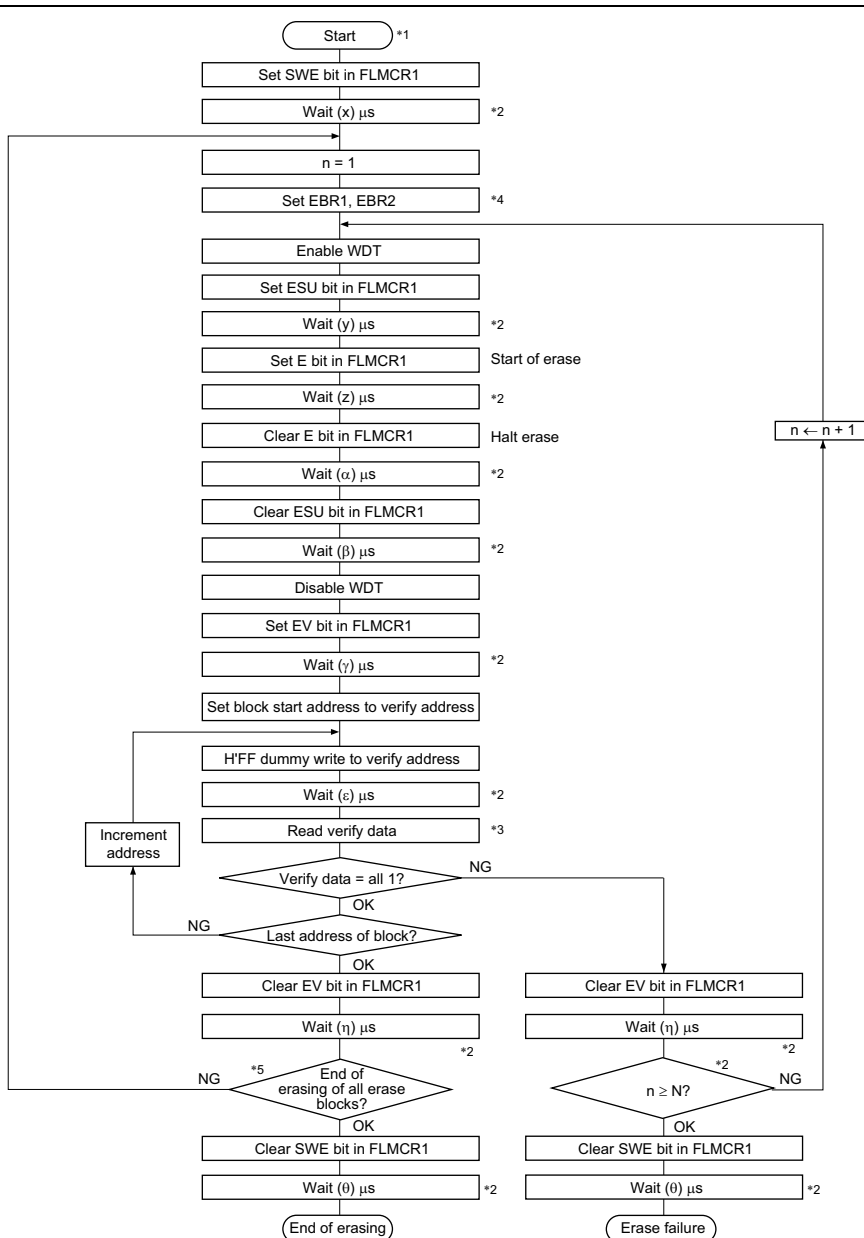 Start *1
Set SWE bit in FLMCR1
Wait (x) μs *2
n = 1
Set EBR1, EBR2 *4
Enable WDT
Set ESU bit in FLMCR1
Wait (y) μs *2
Set E bit in FLMCR1 Start of erase
Wait (z) μs *2
n ← n + 1
Clear E bit in FLMCR1 Halt erase
Wait (α) μs *2
Clear ESU bit in FLMCR1
Wait (β) μs *2
Disable WDT
Set EV bit in FLMCR1
Wait (γ) μs *2
Set block start address to verify address
H'FF dummy write to verify address
Wait (ε) μs *2
Increment
address
Read verify data *3
Verify data = all 1? NG
OK
NG Last address of block?
OK
Clear EV bit in FLMCR1
Wait (η) μs
*2
NG *5
End of
erasing of all erase
blocks?
OK
Clear SWE bit in FLMCR1
Wait (θ) μs *2
End of erasing
Clear EV bit in FLMCR1
Wait (η) μs
*2
*2
n ≥ N? NG
OK
Clear SWE bit in FLMCR1
Wait (θ) μs *2
Erase failure